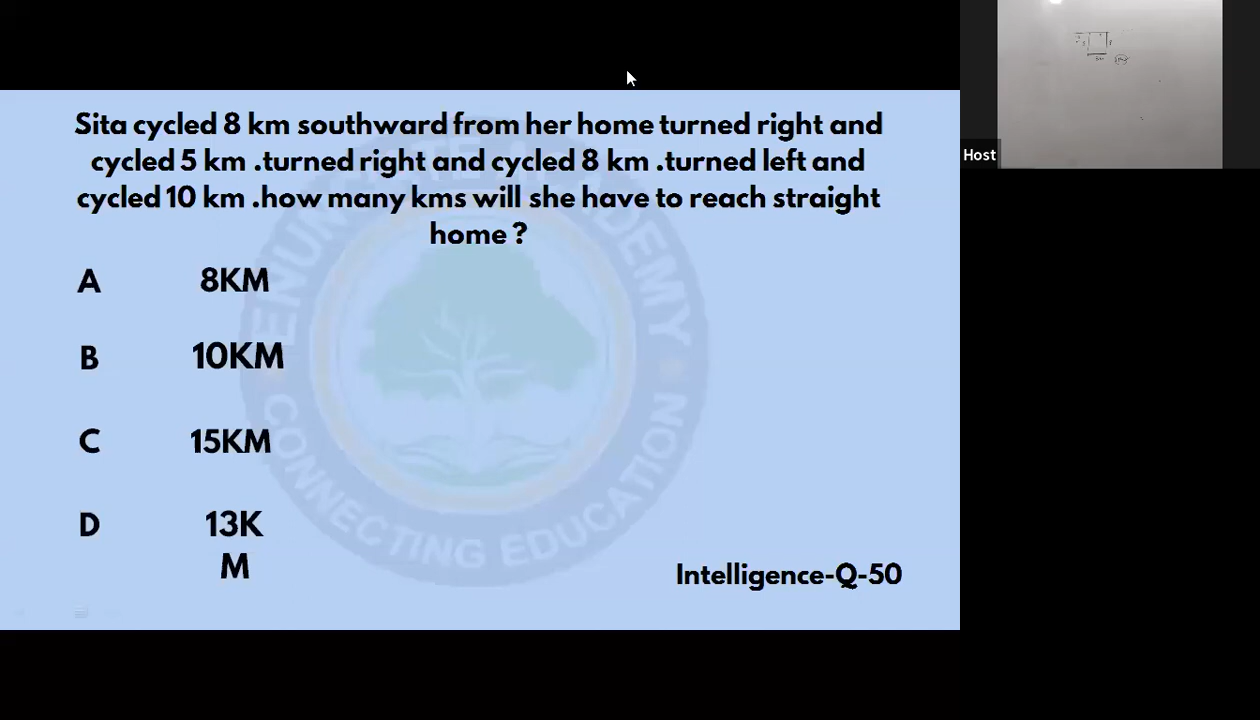 Sita cycled 8 km southward from her home turned right and
cycled 5 km .turned right and cycled 8 km .turned left and
cycled 10 km .how many kms will she have to reach straight
home ?
A 8KM
B 10KM
C 15KM
D 13K
M
Intelligence-Q-50
Host
CONNECTING EDUCATION